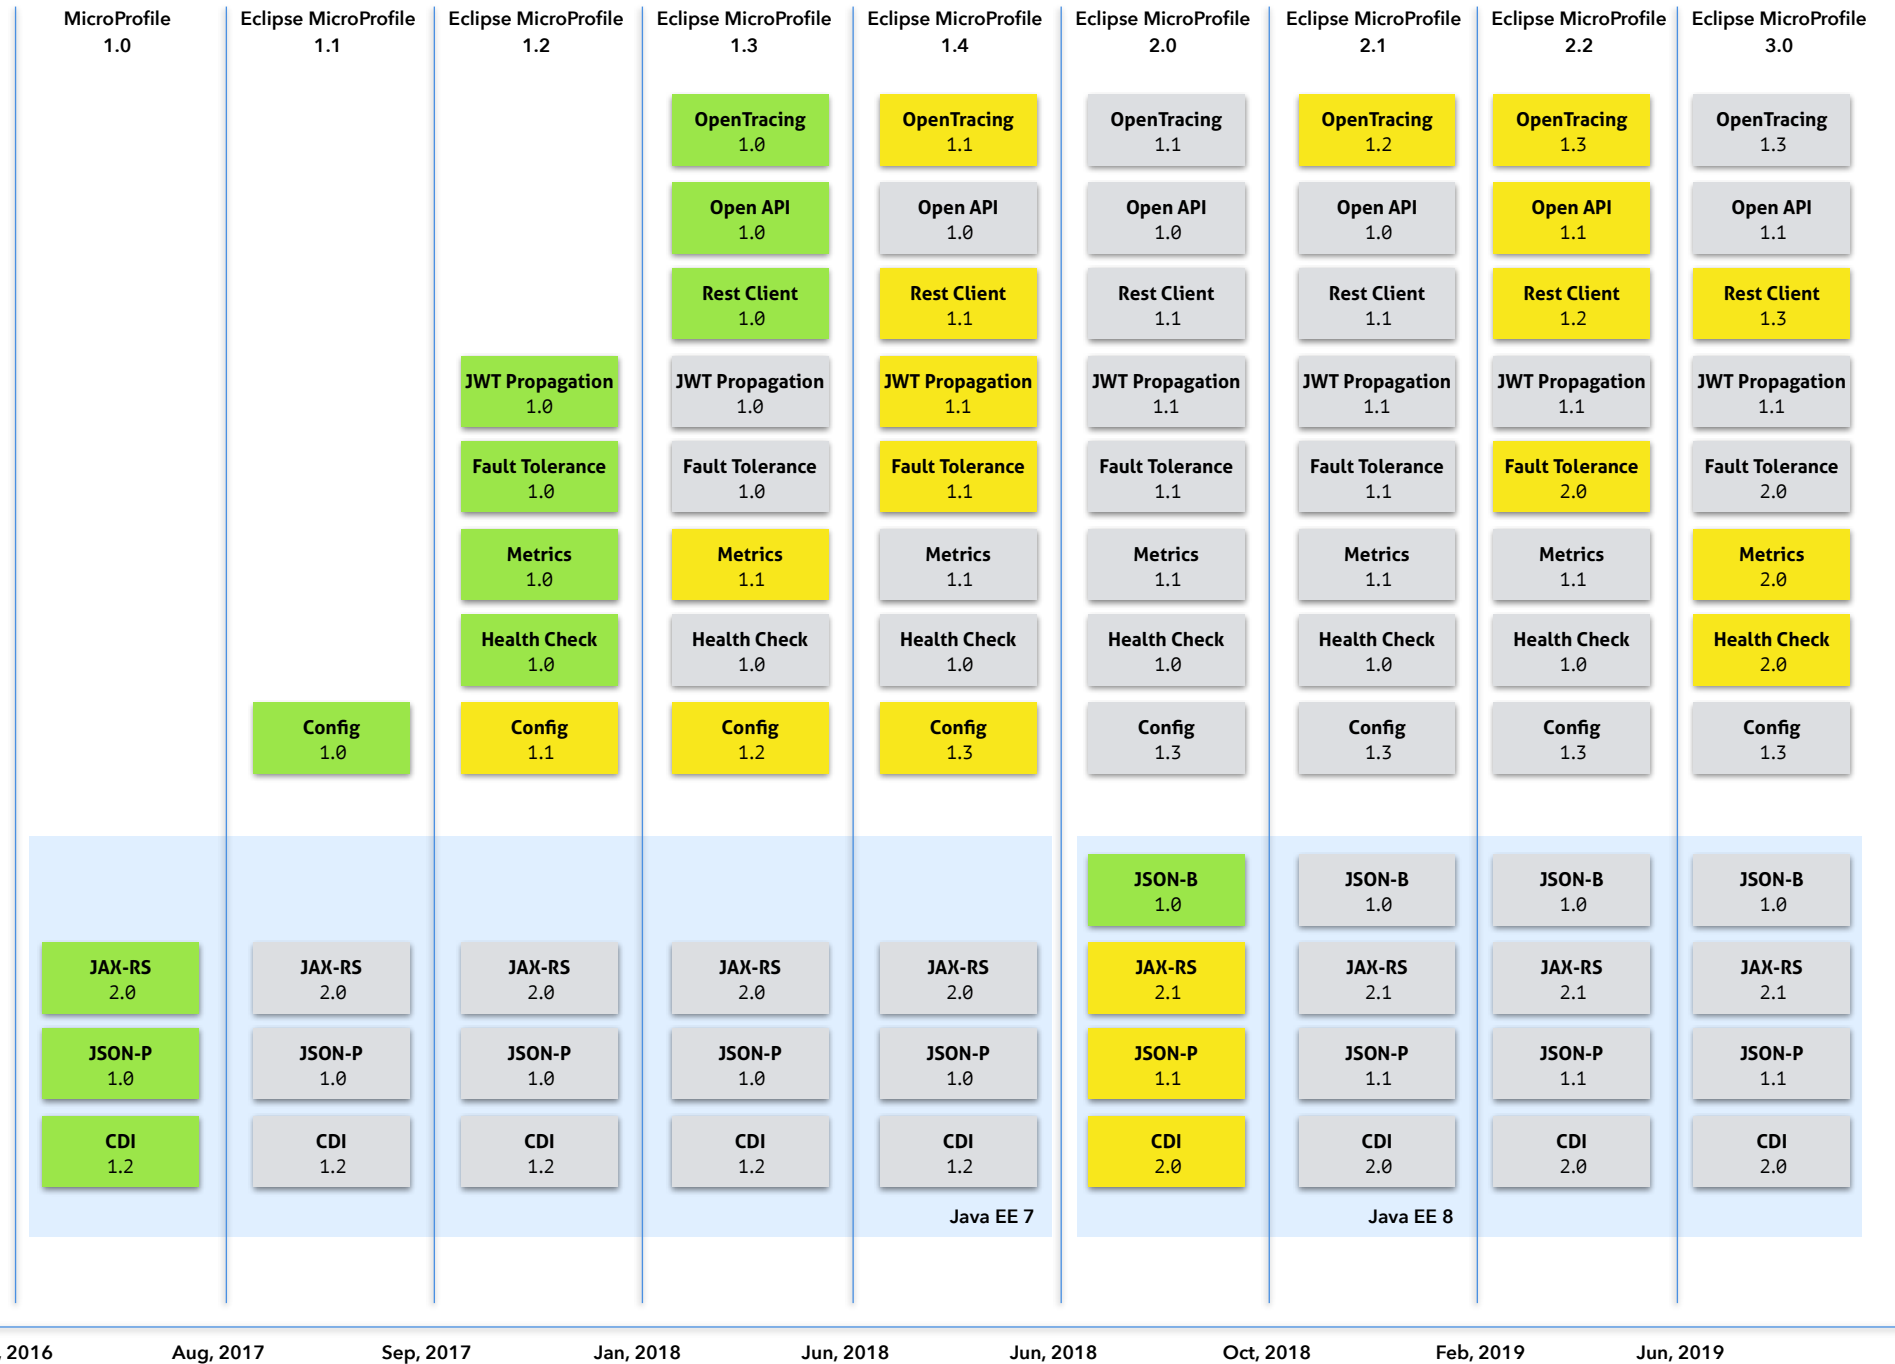 MicroProfile
1.0
Eclipse MicroProfile
1.1
Eclipse MicroProfile
1.2
Eclipse MicroProfile
1.3
Eclipse MicroProfile
1.4
Eclipse MicroProfile
2.0
Eclipse MicroProfile
2.1
Eclipse MicroProfile
2.2
Eclipse MicroProfile
3.0
OpenTracing
1.0
OpenTracing
1.1
OpenTracing
1.1
OpenTracing
1.2
OpenTracing
1.3
OpenTracing
1.3
Open API
1.0
Open API
1.0
Open API
1.0
Open API
1.0
Open API
1.1
Open API
1.1
Rest Client
1.0
Rest Client
1.1
Rest Client
1.1
Rest Client
1.1
Rest Client
1.2
Rest Client
1.3
JWT Propagation
1.0
JWT Propagation
1.0
JWT Propagation
1.1
JWT Propagation
1.1
JWT Propagation
1.1
JWT Propagation
1.1
JWT Propagation
1.1
Fault Tolerance
1.0
Fault Tolerance
1.0
Fault Tolerance
1.1
Fault Tolerance
1.1
Fault Tolerance
1.1
Fault Tolerance
2.0
Fault Tolerance
2.0
Metrics
1.0
Metrics
1.1
Metrics
1.1
Metrics
1.1
Metrics
1.1
Metrics
1.1
Metrics
2.0
Health Check
1.0
Health Check
1.0
Health Check
1.0
Health Check
1.0
Health Check
1.0
Health Check
1.0
Health Check
2.0
Config
1.0
Config
1.1
Config
1.2
Config
1.3
Config
1.3
Config
1.3
Config
1.3
Config
1.3
JSON-B
1.0
JSON-B
1.0
JSON-B
1.0
JSON-B
1.0
JAX-RS
2.0
JAX-RS
2.0
JAX-RS
2.0
JAX-RS
2.0
JAX-RS
2.0
JAX-RS
2.1
JAX-RS
2.1
JAX-RS
2.1
JAX-RS
2.1
JSON-P
1.0
JSON-P
1.0
JSON-P
1.0
JSON-P
1.0
JSON-P
1.0
JSON-P
1.1
JSON-P
1.1
JSON-P
1.1
JSON-P
1.1
CDI
1.2
CDI
1.2
CDI
1.2
CDI
1.2
CDI
1.2
CDI
2.0
CDI
2.0
CDI
2.0
CDI
2.0
Java EE 7
Java EE 8
, 2016
Aug, 2017
Sep, 2017
Jan, 2018
Jun, 2018
Jun, 2018
Oct, 2018
Feb, 2019
Jun, 2019